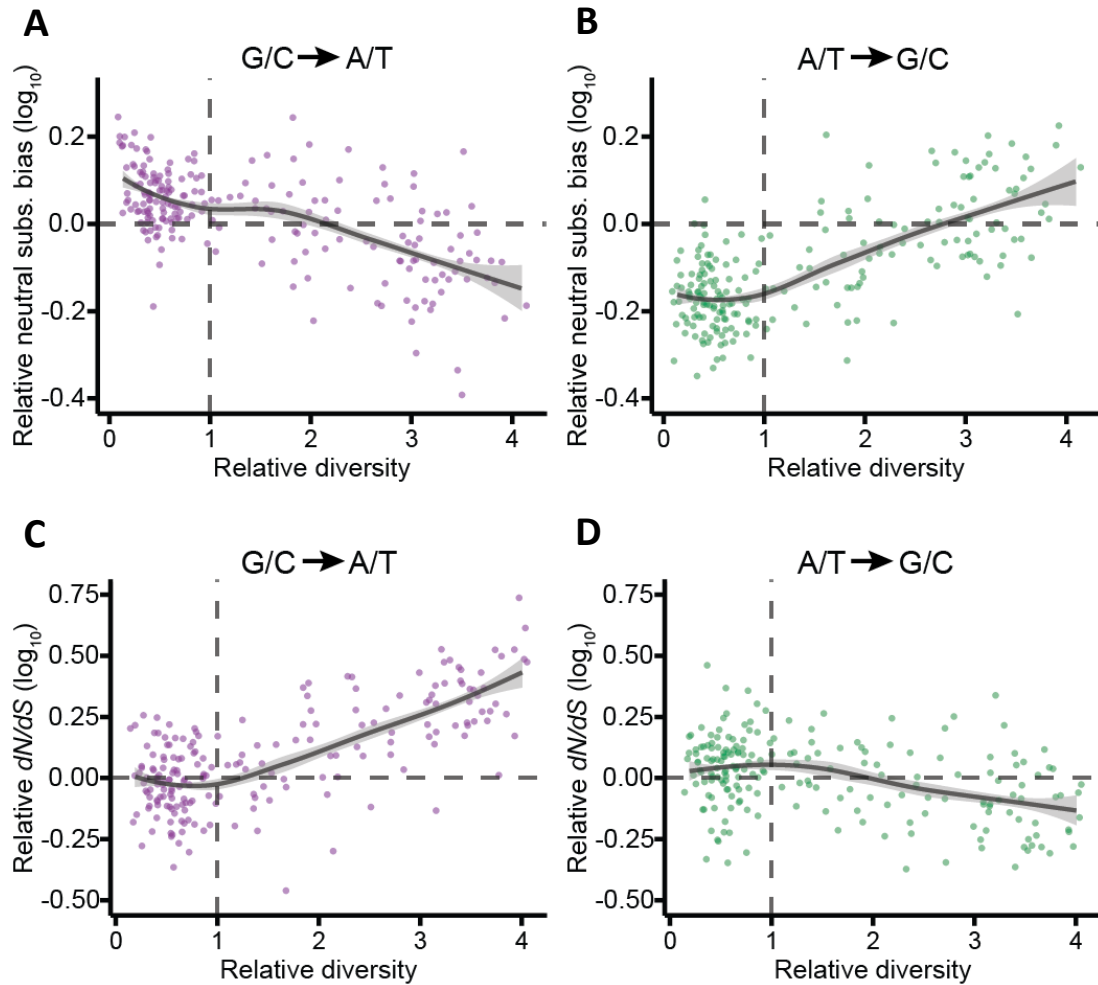 A
G/C → A/T
Relative neutral subs. bias (log10)
0.2
0.0
-0.2
-0.4
0 1 2 3 4
Relative diversity
B
A/T → G/C
Relative neutral subs. bias (log10)
0.2
0.0
-0.2
-0.4
0 1 2 3 4
Relative diversity
C
G/C → A/T
Relative dN/dS (log10)
0.75
0.50
0.25
0.00
-0.25
-0.50
0 1 2 3 4
Relative diversity
D
A/T → G/C
Relative dN/dS (log10)
0.75
0.50
0.25
0.00
-0.25
-0.50
0 1 2 3 4
Relative diversity